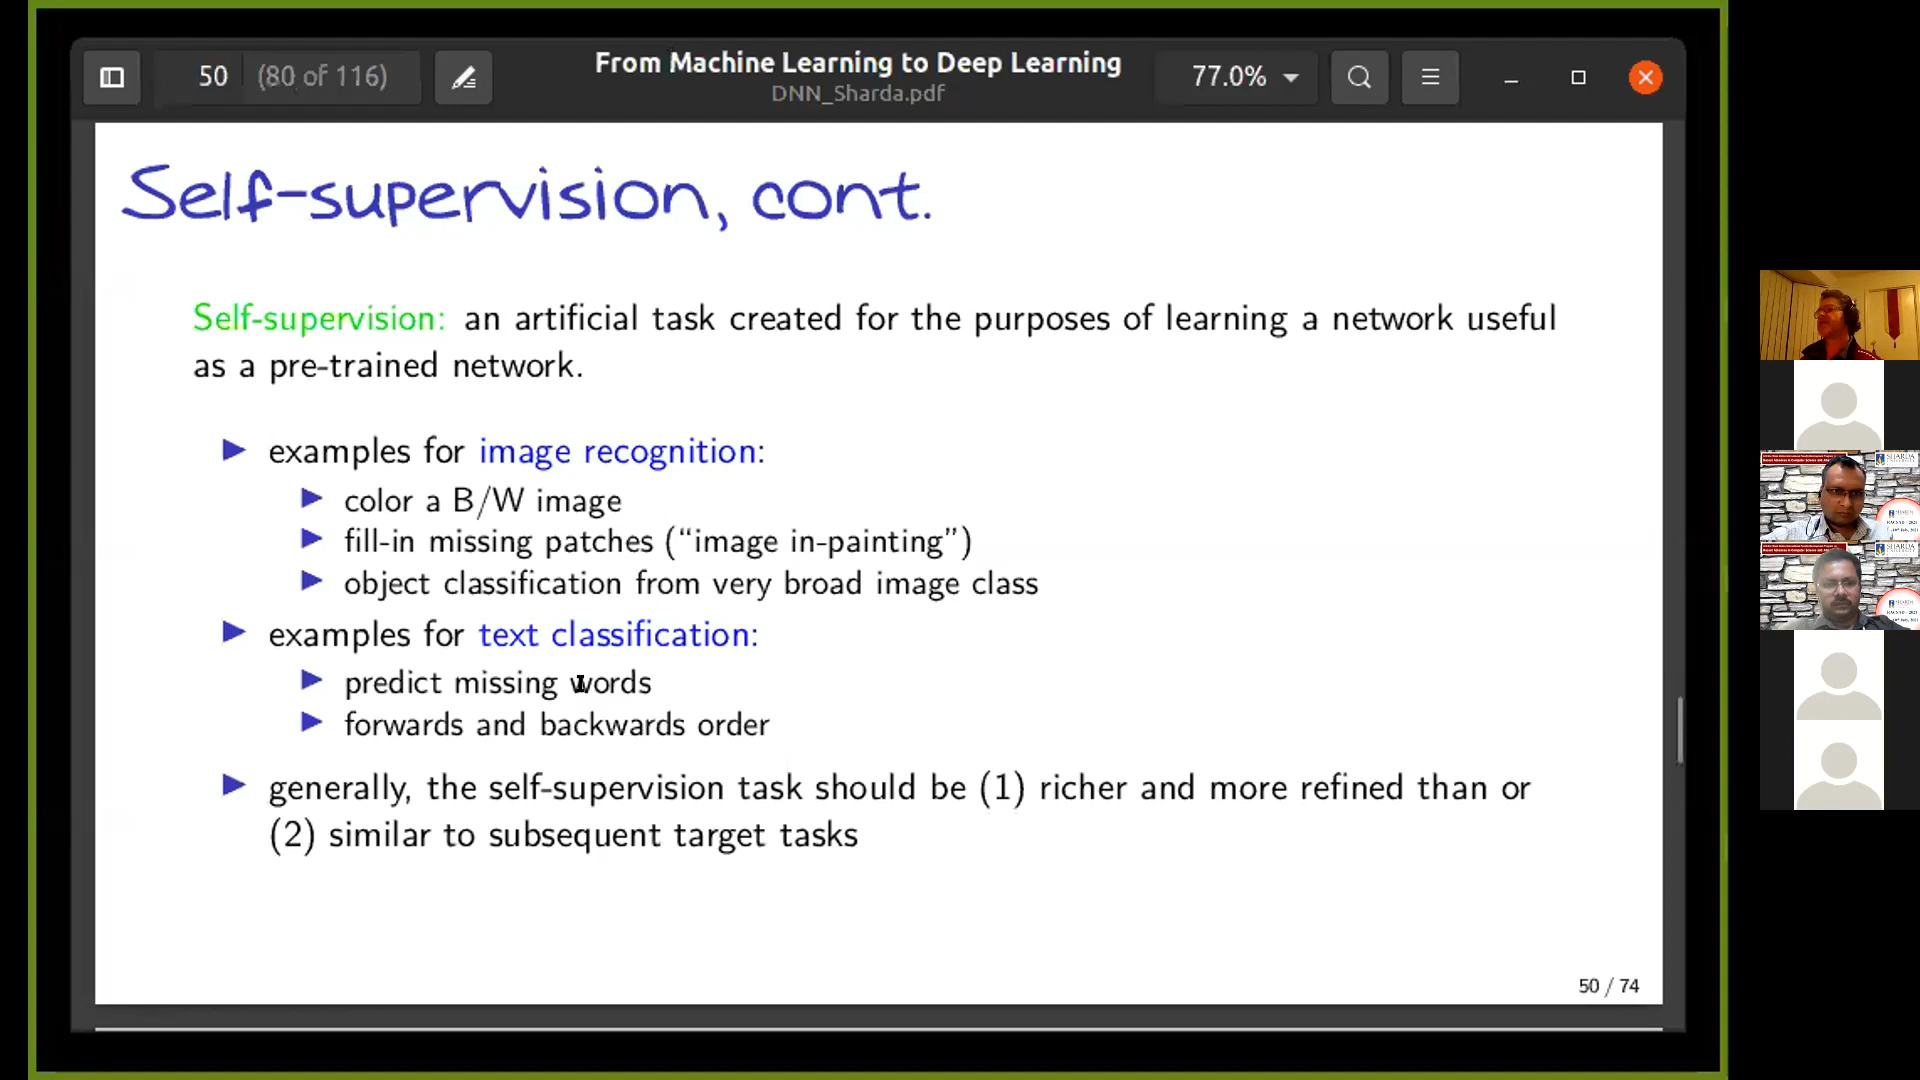 50 (80 of 116)
From Machine Learning to Deep Learning
DNN_Sharda.pdf
77.0%
Self-supervision, cont.
Self-supervision: an artificial task created for the purposes of learning a network useful
as a pre-trained network.
examples for image recognition:
color a B/W image
fill-in missing patches (“image in-painting”)
object classification from very broad image class
examples for text classification:
predict missing words
forwards and backwards order
generally, the self-supervision task should be (1) richer and more refined than or
(2) similar to subsequent target tasks
50 / 74
SHARDA
SHARDA